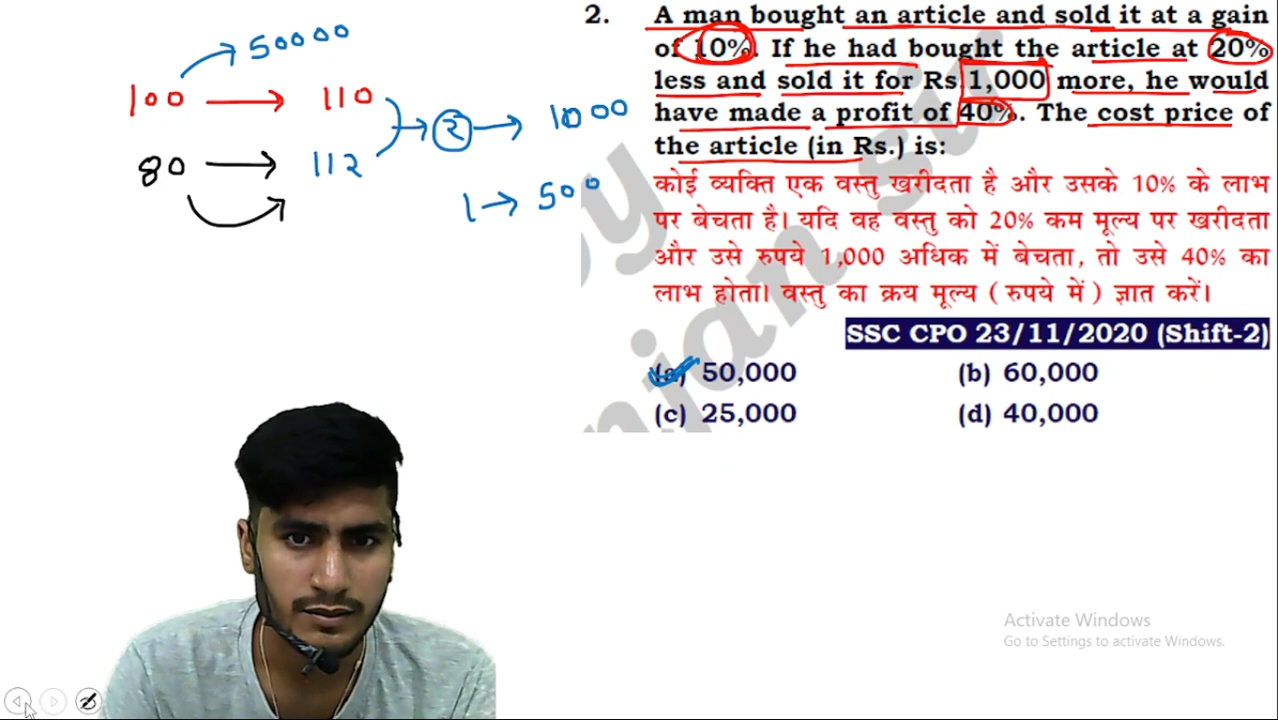 50000
100 → 110
80 → 112
2 → 1000
1 → 500
2. A man bought an article and sold it at a gain
of 10%. If he had bought the article at 20%
less and sold it for Rs 1,000 more, he would
have made a profit of 40%. The cost price of
the article (in Rs.) is:
कोई व्यक्ति एक वस्तु खरीदता है और उसके 10% के लाभ
पर बेचता है। यदि वह वस्तु को 20% कम मूल्य पर खरीदता
और उसे रुपये 1,000 अधिक में बेचता, तो उसे 40% का
लाभ होता। वस्तु का क्रय मूल्य (रुपये में) ज्ञात करें।
SSC CPO 23/11/2020 (Shift-2)
(a) 50,000 (b) 60,000
(c) 25,000 (d) 40,000
Activate Windows
Go to Settings to activate Windows.